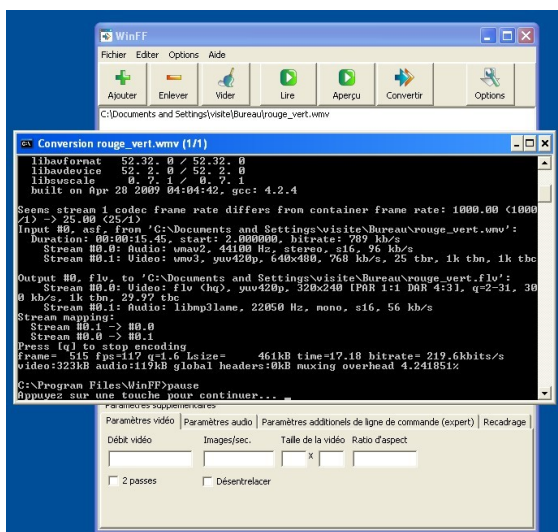 WinFF
Fichier Editer Options Aide
Ajouter Enlever Vider Lire Aperçu Convertir Options
C:\Documents and Settings\visite\Bureau\rouge_vert.wmv
Conversion rouge_vert.wmv (1/1)
libavformat 52.32. 0 / 52.32. 0
libavdevice 52. 2. 0 / 52. 2. 0
libswscale 0. 7. 1 / 0. 7. 1
built on Apr 28 2009 04:04:42, gcc: 4.2.4
Seems stream 1 codec frame rate differs from container frame rate: 1000.00 (1000
/1) -> 25.00 (25/1)
Input #0, asf, from 'C:\Documents and Settings\visite\Bureau\rouge_vert.wmv':
Duration: 00:00:15.45, start: 2.000000, bitrate: 789 kb/s
Stream #0.0: Audio: wmav2, 44100 Hz, stereo, s16, 96 kb/s
Stream #0.1: Video: wmv3, yuv420p, 640x480, 768 kb/s, 25 tbr, 1k tbn, 1k tbc
Output #0, flv, to 'C:\Documents and Settings\visite\Bureau\rouge_vert.flv':
Stream #0.0: Video: flv (hq), yuv420p, 320x240 [PAR 1:1 DAR 4:3], q=2-31, 30
0 kb/s, 1k tbn, 29.97 tbc
Stream #0.1: Audio: libmp3lame, 22050 Hz, mono, s16, 56 kb/s
Stream mapping:
Stream #0.1 -> #0.0
Stream #0.0 -> #0.1
Press [q] to stop encoding
frame= 515 fps=117 q=1.6 Lsize= 461kB time=17.18 bitrate= 219.6kbits/s
video:323kB audio:119kB global headers:0kB muxing overhead 4.241851%
C:\Program Files\WinFF>pause
Appuyez sur une touche pour continuer... _
Paramètres supplémentaires
Paramètres vidéo Paramètres audio Paramètres additionels de ligne de commande (expert) Recadrage
Débit vidéo Images/sec. Taille de la vidéo Ratio d'aspect
x
2 passes Désentrelacer